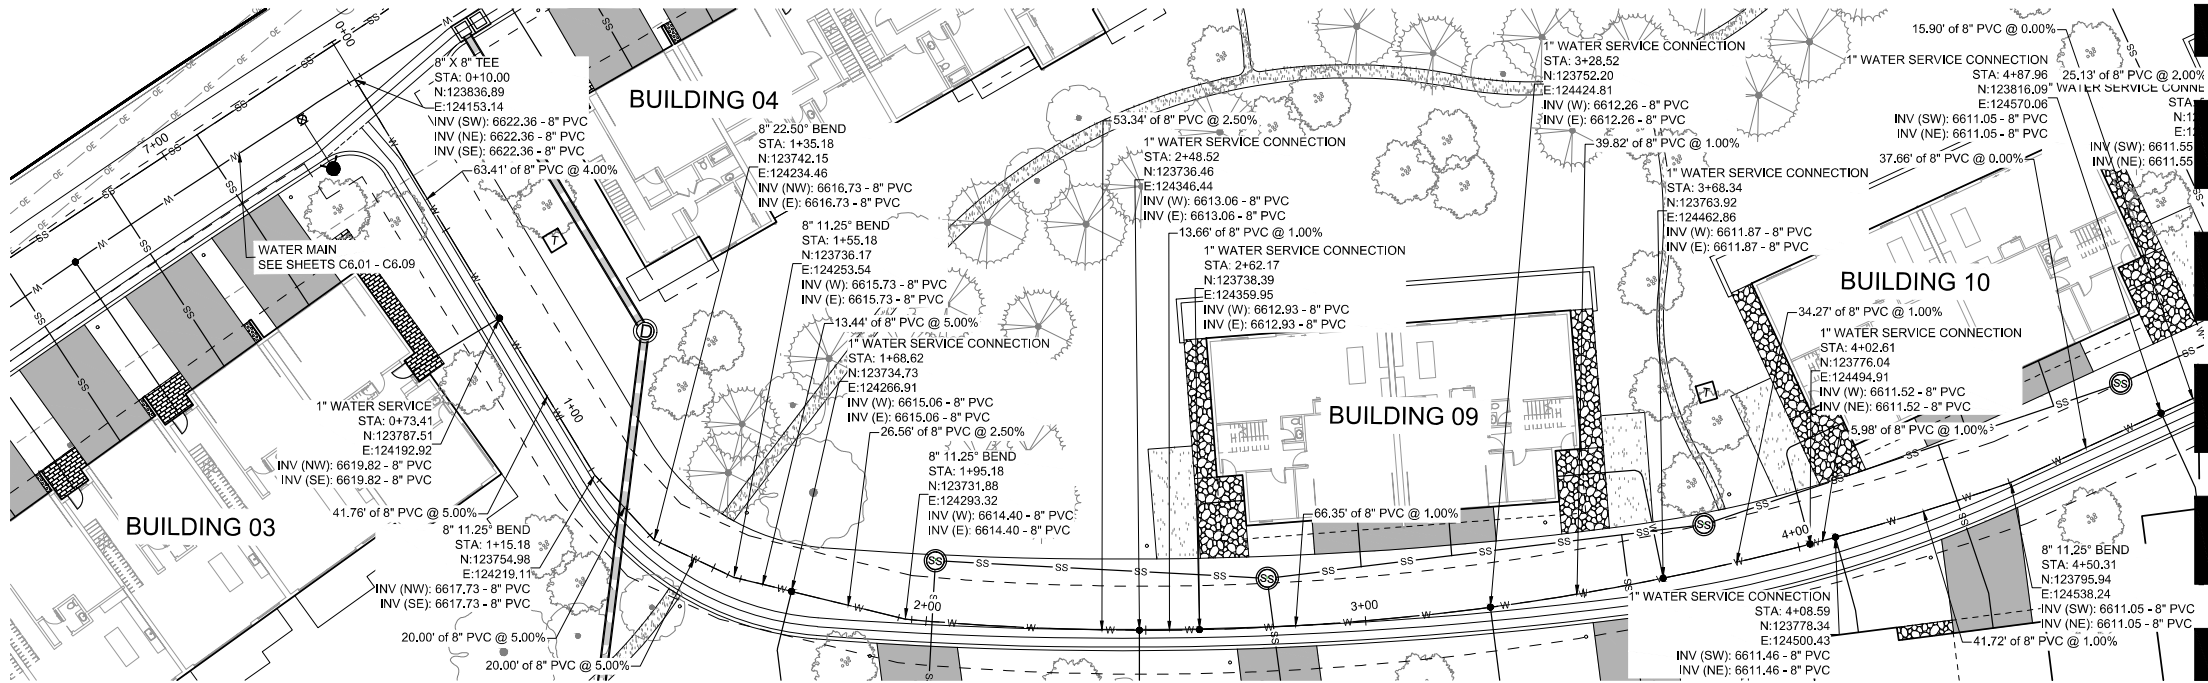 8" X 8" TEE
STA: 0+10.00
N:123836.89
E:124153.14
INV (SW): 6622.36 - 8" PVC
INV (NE): 6622.36 - 8" PVC
INV (SE): 6622.36 - 8" PVC
63.41' of 8" PVC @ 4.00%
0+00
7+00
WATER MAIN
SEE SHEETS C6.01 - C6.09
1" WATER SERVICE
STA: 0+73.41
N:123787.51
E:124192.92
INV (NW): 6619.82 - 8" PVC
INV (SE): 6619.82 - 8" PVC
1+00
41.76' of 8" PVC @ 5.00%
BUILDING 03
8" 11.25° BEND
STA: 1+15.18
N:123754.98
E:124219.11
INV (NW): 6617.73 - 8" PVC
INV (SE): 6617.73 - 8" PVC
20.00' of 8" PVC @ 5.00%
20.00' of 8" PVC @ 5.00%
BUILDING 04
D
8" 22.50° BEND
STA: 1+35.18
N:123742.15
E:124234.46
INV (NW): 6616.73 - 8" PVC
INV (E): 6616.73 - 8" PVC
8" 11.25° BEND
STA: 1+55.18
N:123736.17
E:124253.54
INV (W): 6615.73 - 8" PVC
INV (E): 6615.73 - 8" PVC
13.44' of 8" PVC @ 5.00%
1" WATER SERVICE CONNECTION
STA: 1+68.62
N:123734.73
E:124266.91
INV (W): 6615.06 - 8" PVC
INV (E): 6615.06 - 8" PVC
26.56' of 8" PVC @ 2.50%
8" 11.25° BEND
STA: 1+95.18
N:123731.88
E:124293.32
INV (W): 6614.40 - 8" PVC
INV (E): 6614.40 - 8" PVC
2+00
53.34' of 8" PVC @ 2.50%
1" WATER SERVICE CONNECTION
STA: 2+48.52
N:123736.46
E:124346.44
INV (W): 6613.06 - 8" PVC
INV (E): 6613.06 - 8" PVC
13.66' of 8" PVC @ 1.00%
1" WATER SERVICE CONNECTION
STA: 2+62.17
N:123738.39
E:124359.95
INV (W): 6612.93 - 8" PVC
INV (E): 6612.93 - 8" PVC
BUILDING 09
66.35' of 8" PVC @ 1.00%
3+00
1" WATER SERVICE CONNECTION
STA: 3+28.52
N:123752.20
E:124424.81
INV (W): 6612.26 - 8" PVC
INV (E): 6612.26 - 8" PVC
39.82' of 8" PVC @ 1.00%
1" WATER SERVICE CONNECTION
STA: 3+68.34
N:123763.92
E:124462.86
INV (W): 6611.87 - 8" PVC
INV (E): 6611.87 - 8" PVC
BUILDING 10
34.27' of 8" PVC @ 1.00%
1" WATER SERVICE CONNECTION
STA: 4+02.61
N:123776.04
E:124494.91
INV (W): 6611.52 - 8" PVC
INV (NE): 6611.52 - 8" PVC
5.98' of 8" PVC @ 1.00%
4+00
1" WATER SERVICE CONNECTION
STA: 4+08.59
N:123778.34
E:124500.43
INV (SW): 6611.46 - 8" PVC
INV (NE): 6611.46 - 8" PVC
15.90' of 8" PVC @ 0.00%
1" WATER SERVICE CONNECTION
STA: 4+87.96
N:123816.09
E:124570.06
INV (SW): 6611.05 - 8" PVC
INV (NE): 6611.05 - 8" PVC
37.66' of 8" PVC @ 0.00%
25.13' of 8" PVC @ 2.00%
WATER SERVICE CONNE
STA:
INV (SW): 6611.55
INV (NE): 6611.55
8" 11.25° BEND
STA: 4+50.31
N:123795.94
E:124538.24
INV (SW): 6611.05 - 8" PVC
INV (NE): 6611.05 - 8" PVC
41.72' of 8" PVC @ 1.00%